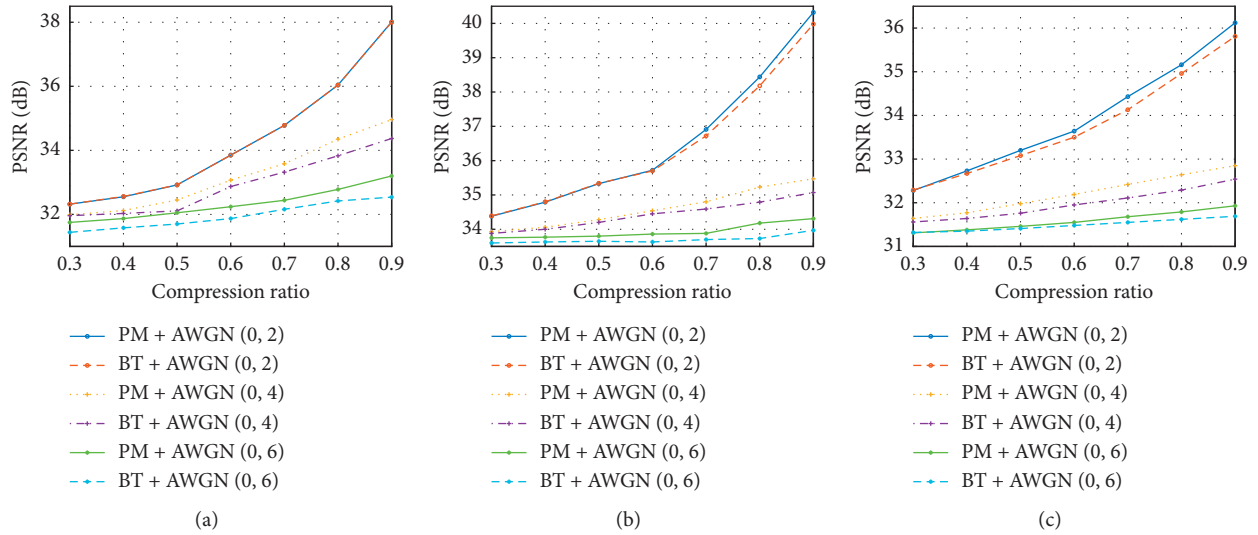 PSNR (dB)
38
36
34
32
0.3 0.4 0.5 0.6 0.7 0.8 0.9
Compression ratio
PM + AWGN (0, 2)
BT + AWGN (0, 2)
PM + AWGN (0, 4)
BT + AWGN (0, 4)
PM + AWGN (0, 6)
BT + AWGN (0, 6)
(a)
PSNR (dB)
40
39
38
37
36
35
34
0.3 0.4 0.5 0.6 0.7 0.8 0.9
Compression ratio
PM + AWGN (0, 2)
BT + AWGN (0, 2)
PM + AWGN (0, 4)
BT + AWGN (0, 4)
PM + AWGN (0, 6)
BT + AWGN (0, 6)
(b)
PSNR (dB)
36
35
34
33
32
31
0.3 0.4 0.5 0.6 0.7 0.8 0.9
Compression ratio
PM + AWGN (0, 2)
BT + AWGN (0, 2)
PM + AWGN (0, 4)
BT + AWGN (0, 4)
PM + AWGN (0, 6)
BT + AWGN (0, 6)
(c)